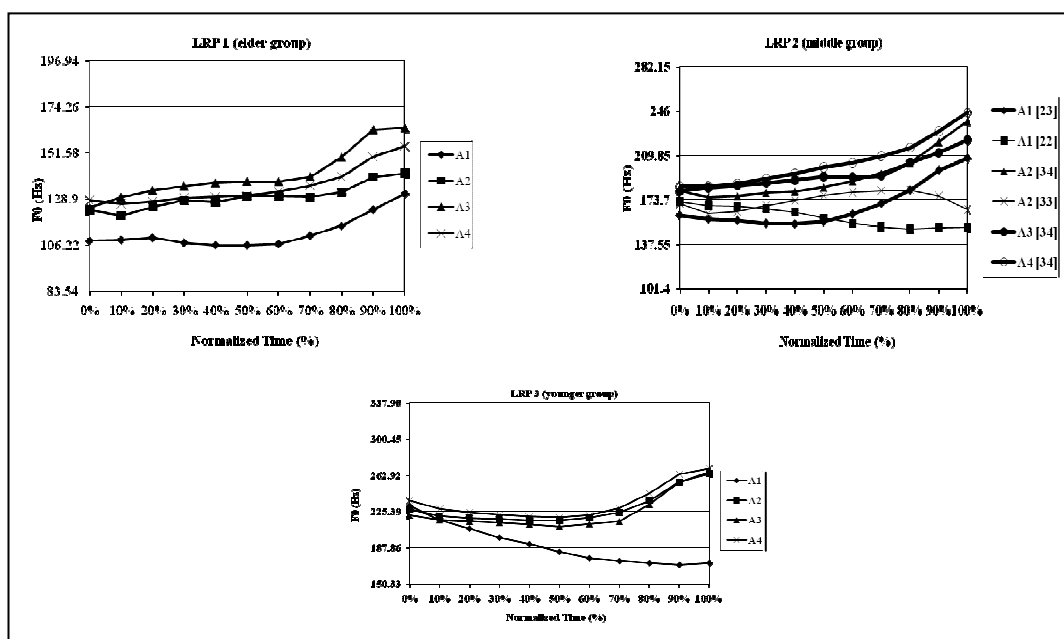 LRP 1 (elder group)
196.94
174.26
151.58
128.9
106.22
83.54
F0 (Hz)
0% 10% 20% 30% 40% 50% 60% 70% 80% 90% 100%
Normalized Time (%)
A1
A2
A3
A4
LRP 2 (middle group)
282.15
246
209.85
173.7
137.55
101.4
F0 (Hz)
0% 10% 20% 30% 40% 50% 60% 70% 80% 90% 100%
Normalized Time (%)
A1 [23]
A1 [22]
A2 [34]
A2 [33]
A3 [34]
A4 [34]
LRP 3 (younger group)
337.98
300.45
262.92
225.39
187.86
150.33
F0 (Hz)
0% 10% 20% 30% 40% 50% 60% 70% 80% 90% 100%
Normalized Time (%)
A1
A2
A3
A4